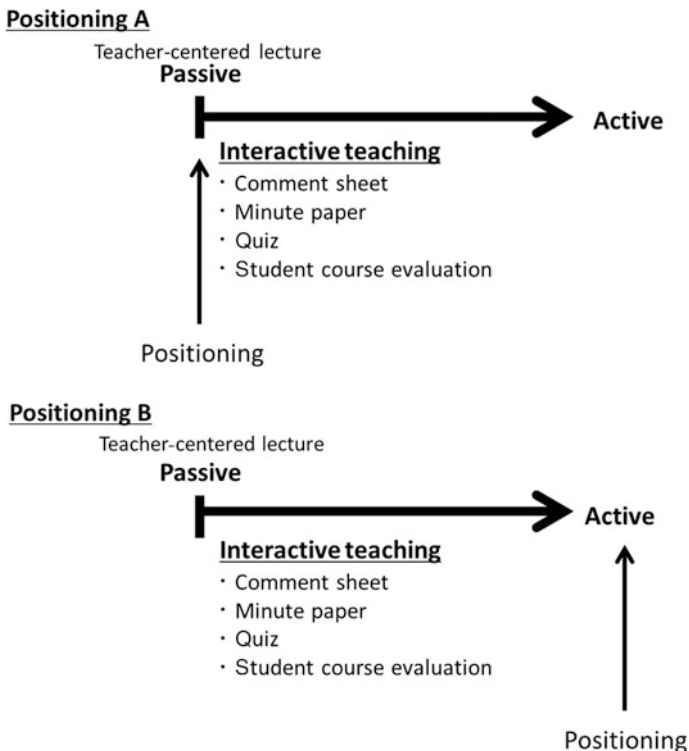 Positioning A
Teacher-centered lecture
Passive
Active
Interactive teaching
・Comment sheet
・Minute paper
・Quiz
・Student course evaluation
Positioning
Positioning B
Teacher-centered lecture
Passive
Active
Interactive teaching
・Comment sheet
・Minute paper
・Quiz
・Student course evaluation
Positioning